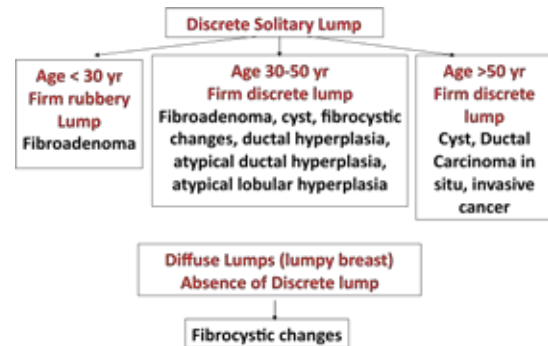 Discrete Solitary Lump
Age < 30 yr
Firm rubbery
Lump
Fibroadenoma
Age 30-50 yr
Firm discrete lump
Fibroadenoma, cyst, fibrocystic
changes, ductal hyperplasia,
atypical ductal hyperplasia,
atypical lobular hyperplasia
Age >50 yr
Firm discrete
lump
Cyst, Ductal
Carcinoma in
situ, invasive
cancer
Diffuse Lumps (lumpy breast)
Absence of Discrete lump
Fibrocystic changes